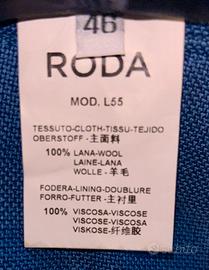 46
RODA
MOD. L55
TESSUTO-CLOTH-TISSU-TEJIDO
OBERSTOFF - 主面料
100% LANA-WOOL
LAINE-LANA
WOLLE - 羊毛
FODERA-LINING-DOUBLURE
FORRO-FUTTER- 衬里
100% VISCOSA-VISCOSE
VISCOSE-VISCOSA
VISKOSE-纤维胶